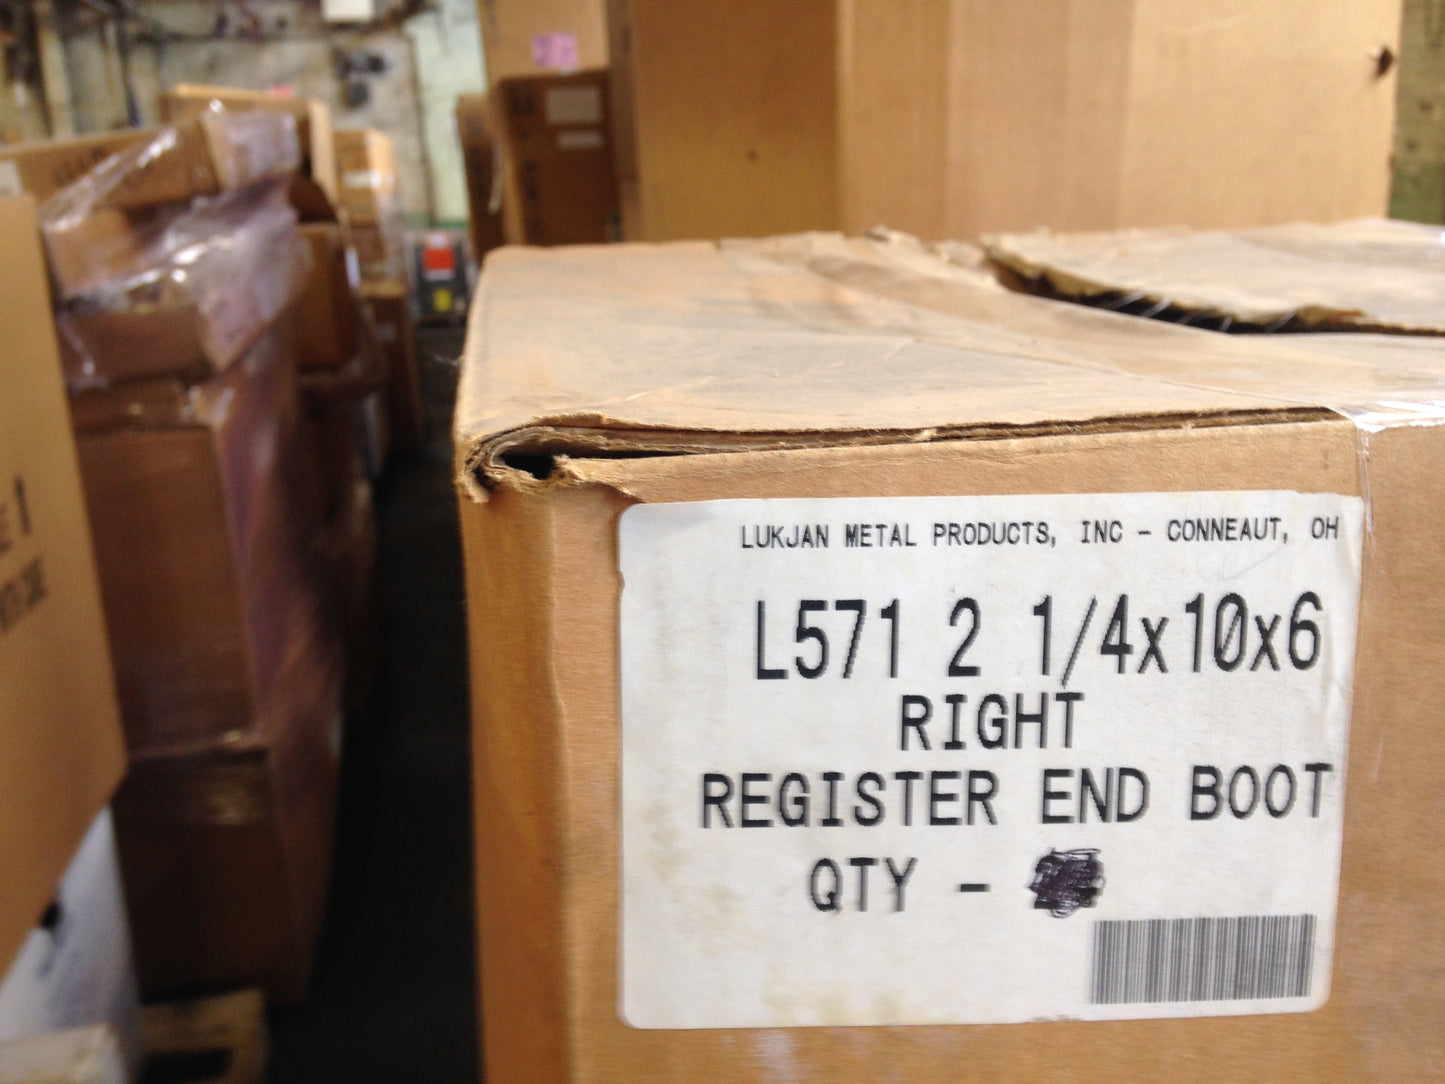 LUKJAN METAL PRODUCTS, INC - CONNEAUT, OH
L571 2 1/4x10x6
RIGHT
REGISTER END BOOT
QTY -